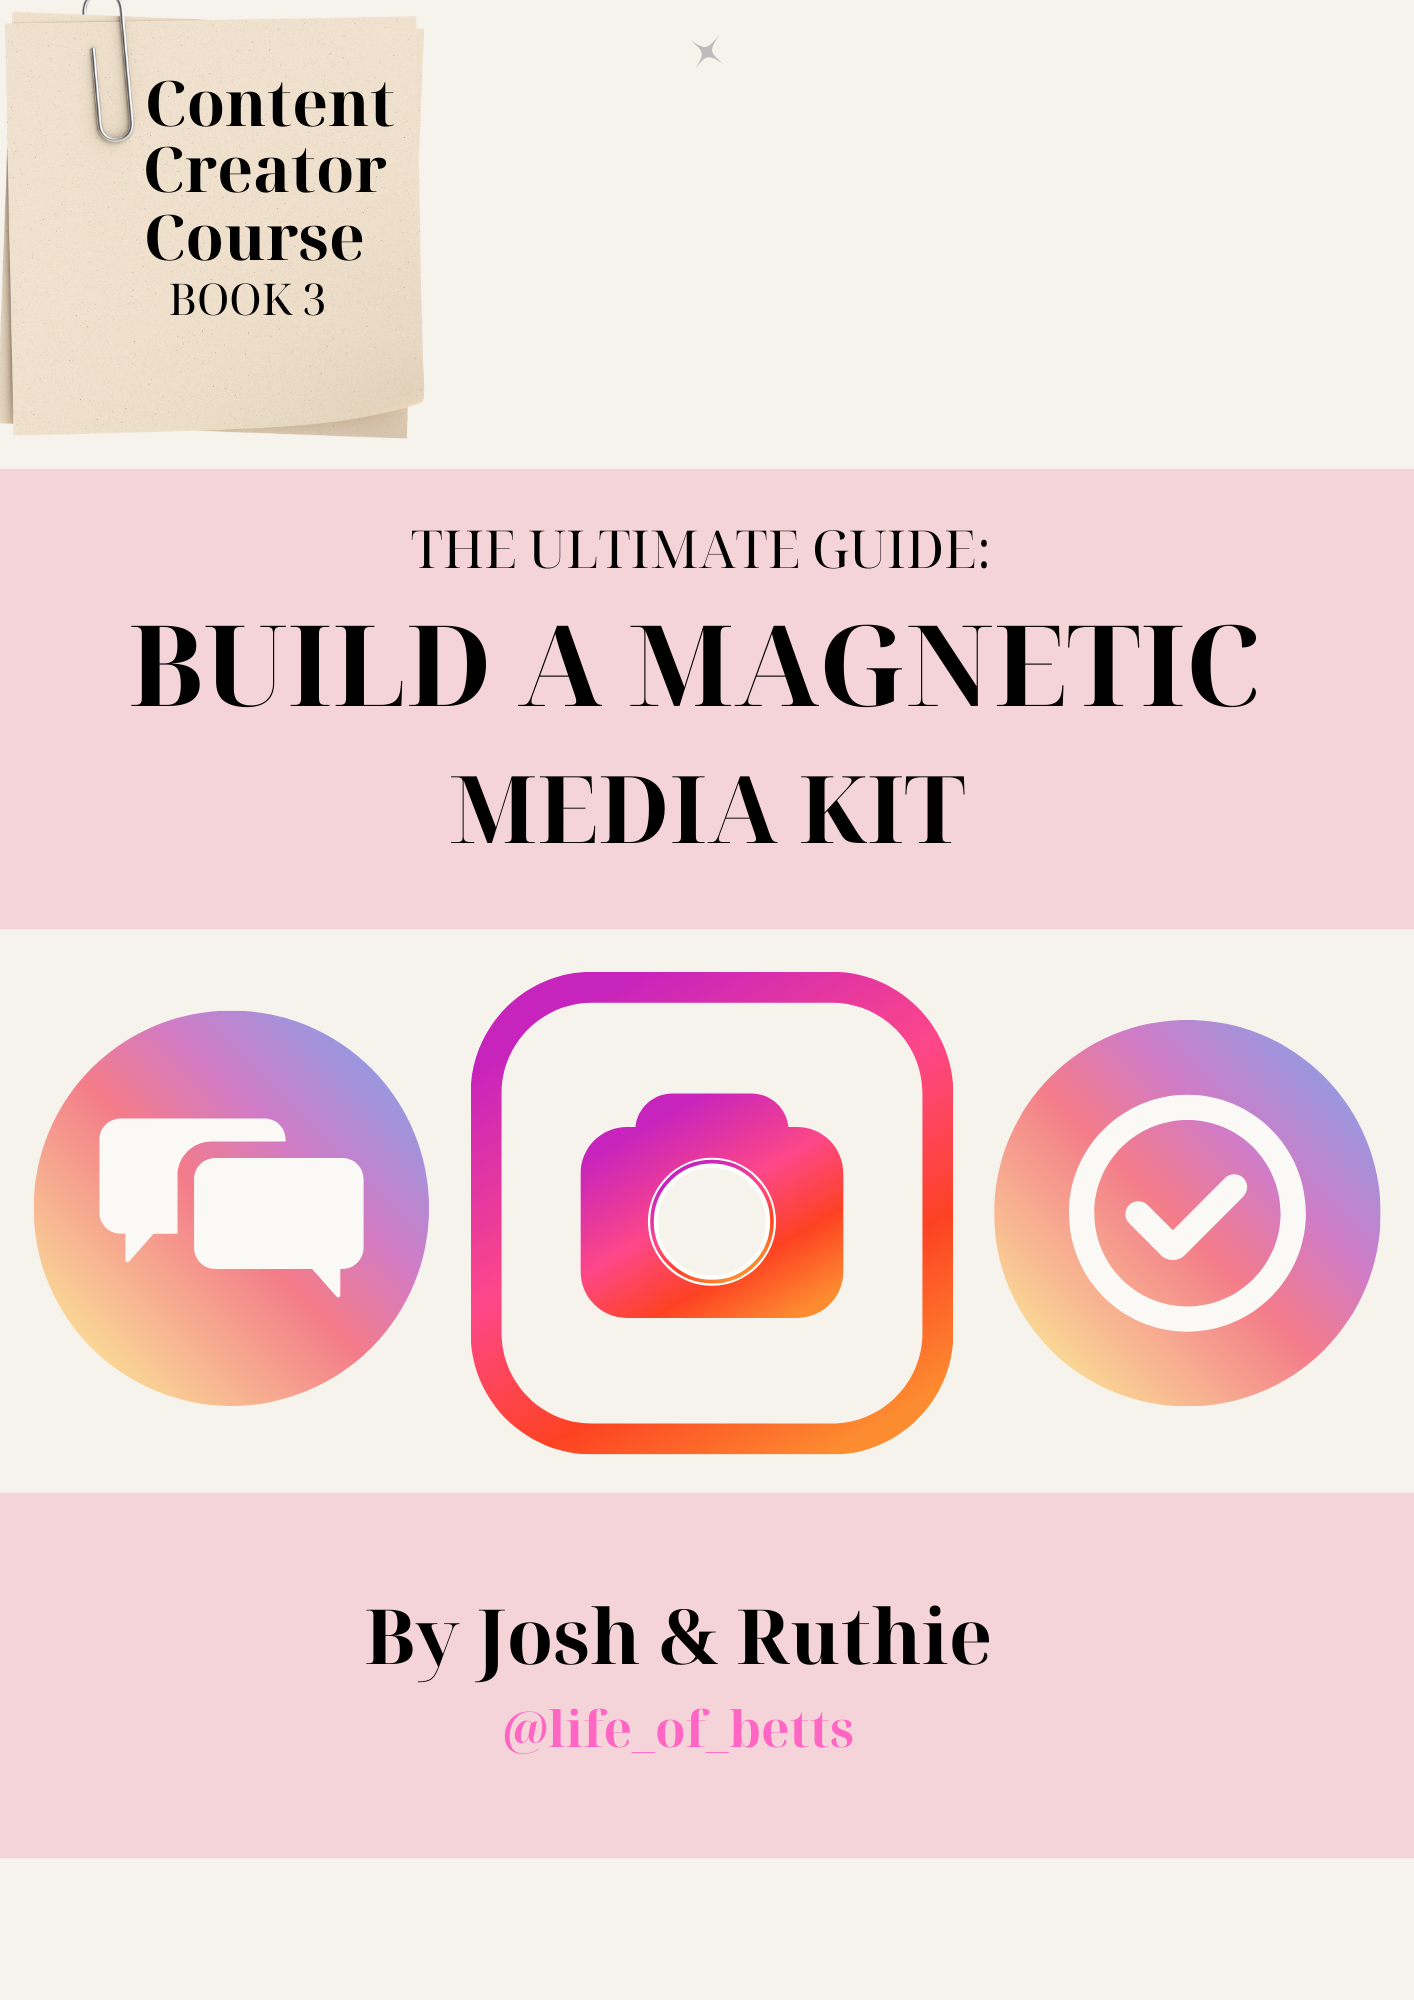 Content
Creator
Course
BOOK 3
THE ULTIMATE GUIDE:
BUILD A MAGNETIC
MEDIA KIT
By Josh & Ruthie
@life_of_betts